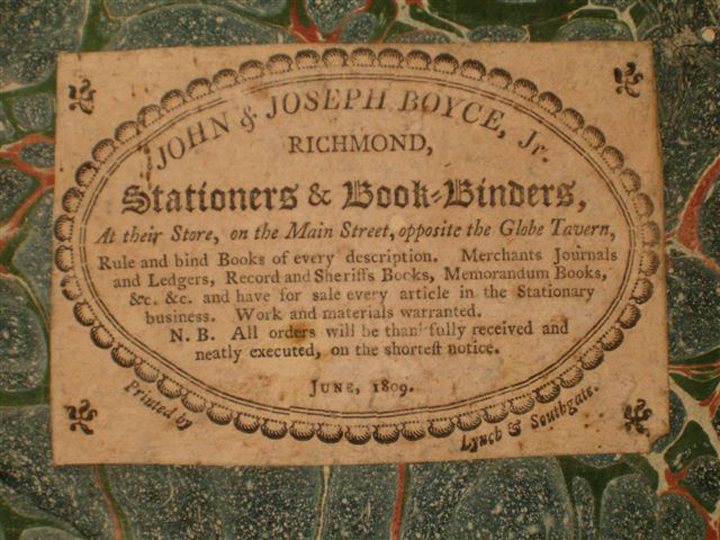 JOHN & JOSEPH BOYCE, Jr.
RICHMOND,
Stationers & Book-Binders,
At their Store, on the Main Street, opposite the Globe Tavern,
Rule and bind Books of every description. Merchants Journals
and Ledgers, Record and Sheriffs Books, Memorandum Books,
&c. &c. and have for sale every article in the Stationary
business. Work and materials warranted.
N. B. All orders will be thankfully received and
neatly executed, on the shorteſt notice.
JUNE, 1809.
Printed by Lynch & Southgate.